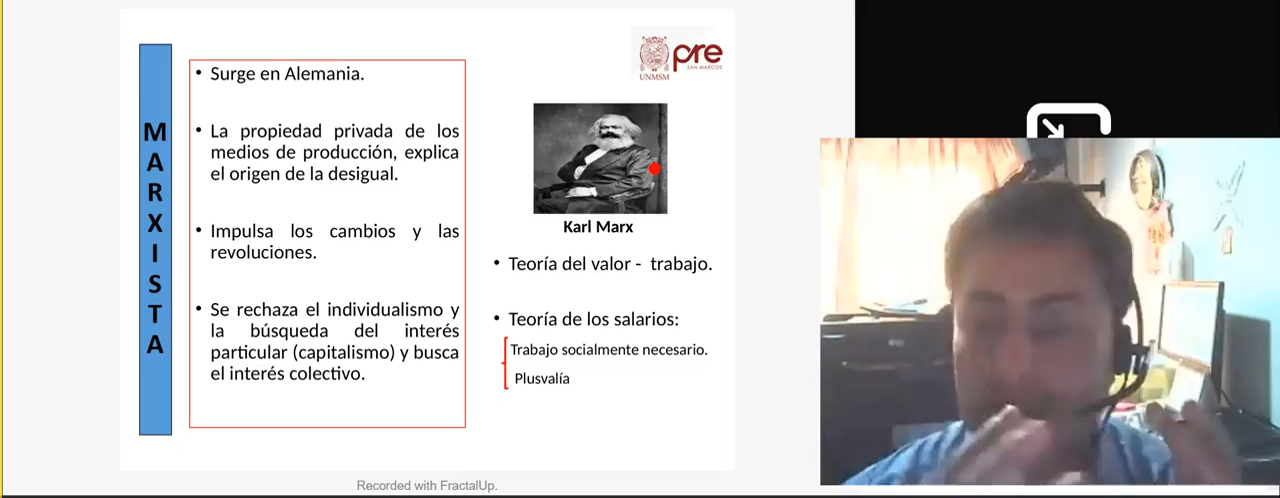 MARXISTA
• Surge en Alemania.
• La propiedad privada de los
medios de producción, explica
el origen de la desigual.
• Impulsa los cambios y las
revoluciones.
• Se rechaza el individualismo y
la búsqueda del interés
particular (capitalismo) y busca
el interés colectivo.
UNMSM
pre
SAN MARCOS
Karl Marx
• Teoría del valor - trabajo.
• Teoría de los salarios:
Trabajo socialmente necesario.
Plusvalía
Recorded with FractalUp.